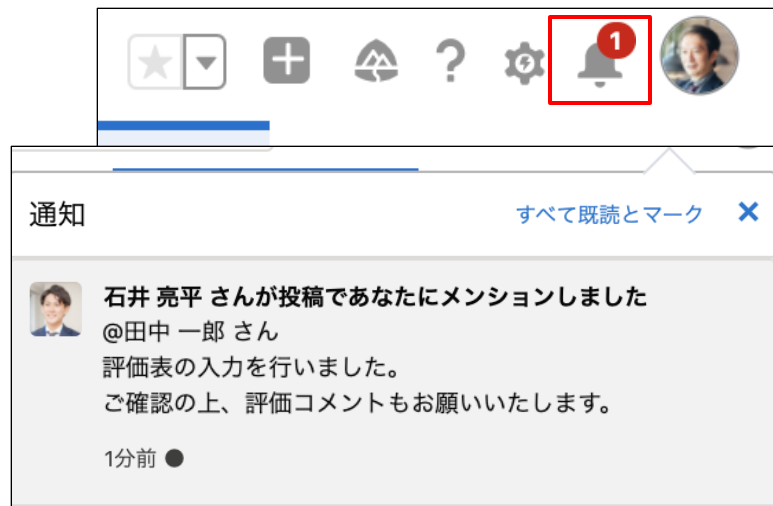 1
通知
すべて既読とマーク
石井 亮平 さんが投稿であなたにメンションしました
@田中 一郎 さん
評価表の入力を行いました。
ご確認の上、評価コメントもお願いいたします。
1分前